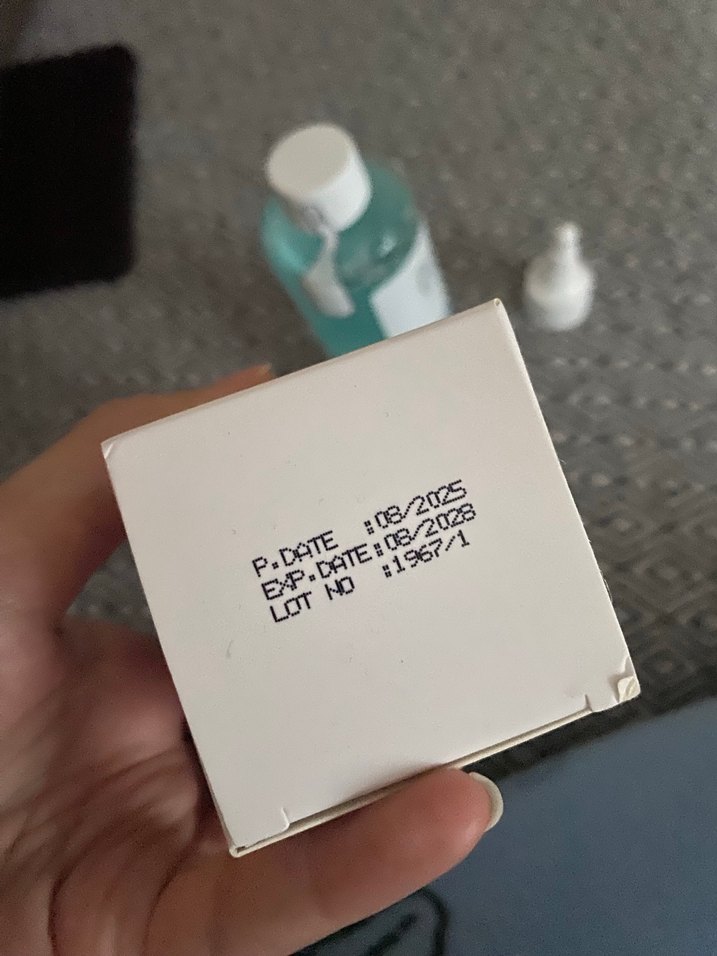 P.DATE :08/2025
EXP.DATE:08/2028
LOT NO :1967/1